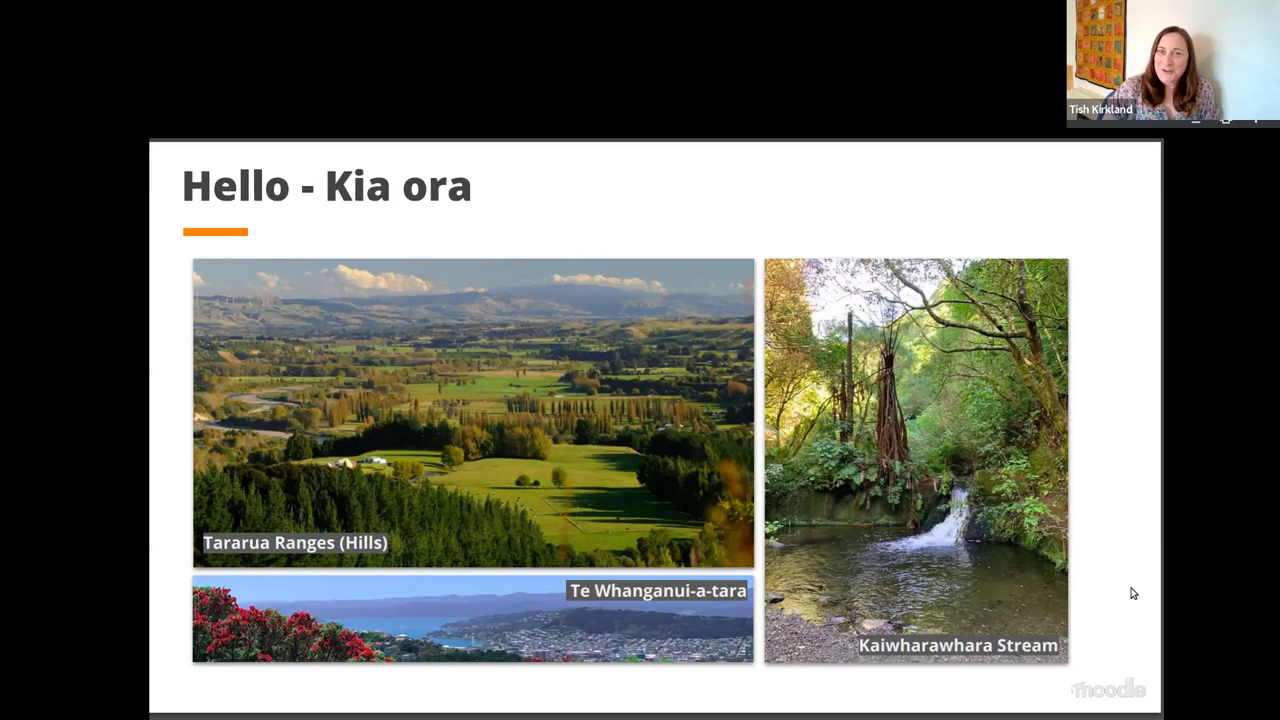 Tish Kirkland
Hello - Kia ora
Tararua Ranges (Hills)
Te Whanganui-a-tara
Kaiwharawhara Stream
moodle